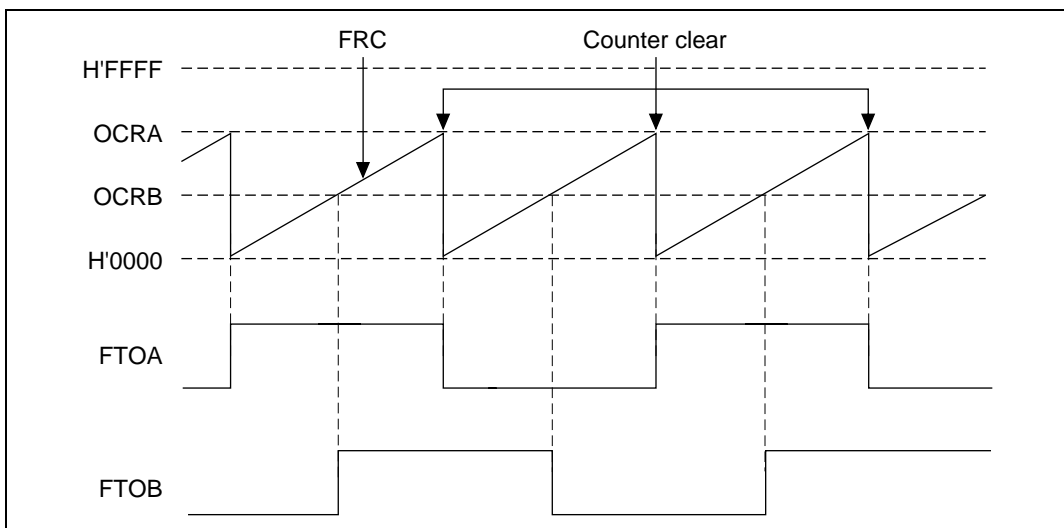 FRC
Counter clear
H'FFFF
OCRA
OCRB
H'0000
FTOA
FTOB